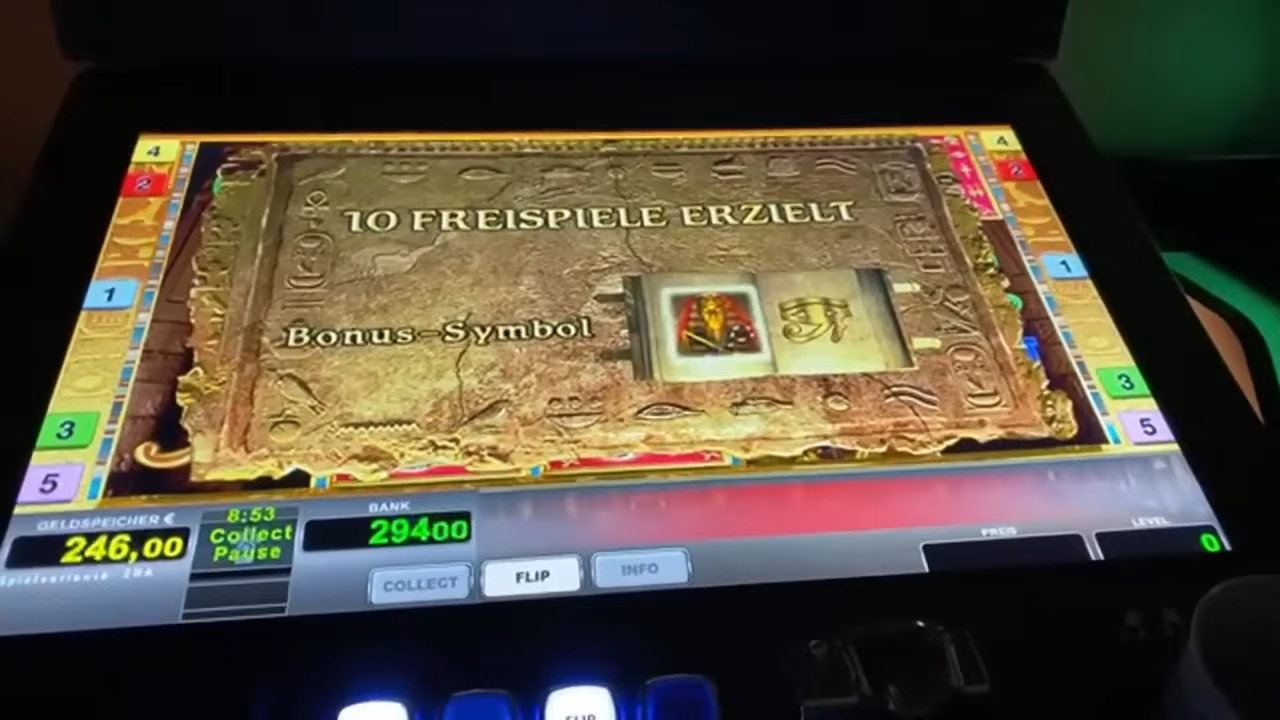 4
2
1
3
5
10 FREISPIELE ERZIELT
Bonus-Symbol
4
2
1
3
5
GELDSPEICHER €
246,00
8:53
Collect
Pause
BANK
29400
COLLECT
FLIP
INFO
PREIS
LEVEL
0
FLIP